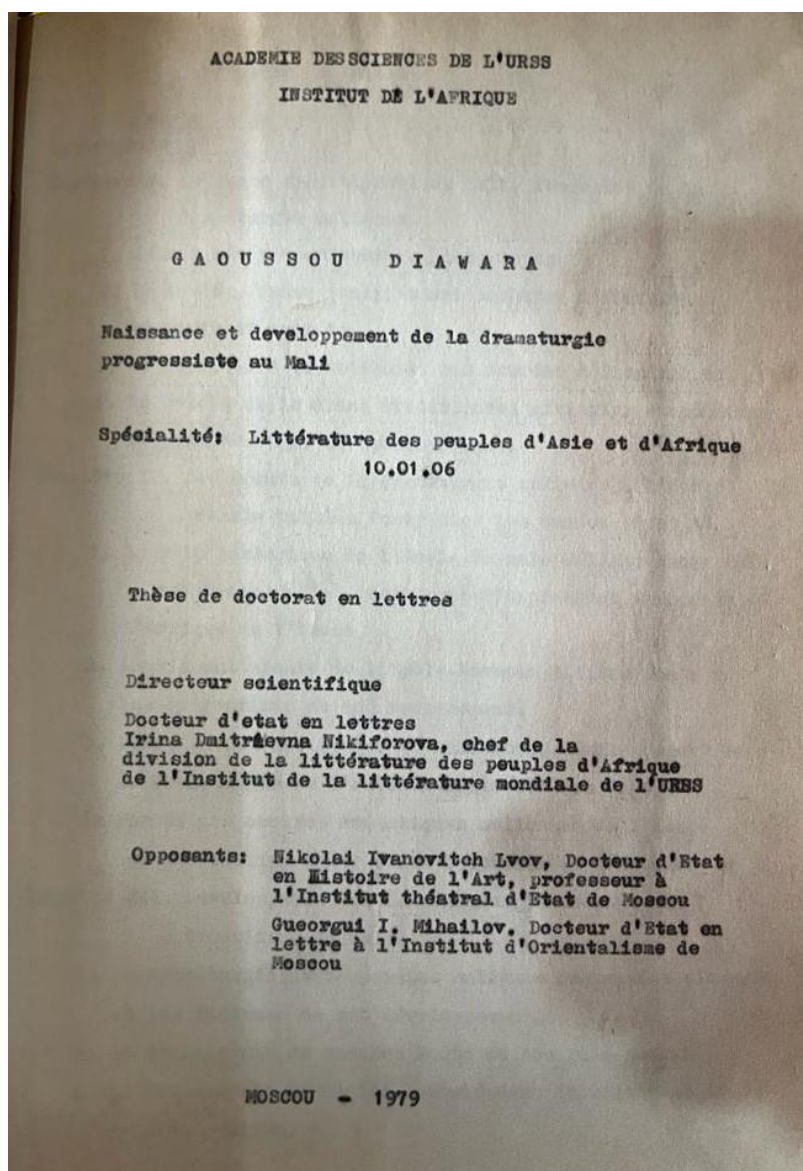 ACADEMIE DES SCIENCES DE L'URSS
INSTITUT DE L'AFRIQUE
GAOUSSOU DIAWARA
Naissance et developpement de la dramaturgie
progressiste au Mali
Spécialité: Littérature des peuples d'Asie et d'Afrique
10.01.06
Thèse de doctorat en lettres
Directeur scientifique
Docteur d'etat en lettres
Irina Dmitrievna Nikiforova, chef de la
division de la littérature des peuples d'Afrique
de l'Institut de la littérature mondiale de l'URSS
Opposants: Nikolai Ivanovitch Lvov, Docteur d'Etat
en Histoire de l'Art, professeur à
l'Institut théatral d'Etat de Moscou
Gueorgui I. Mihailov. Docteur d'Etat en
lettre à l'Institut d'Orientalisme de
Moscou
MOSCOU - 1979